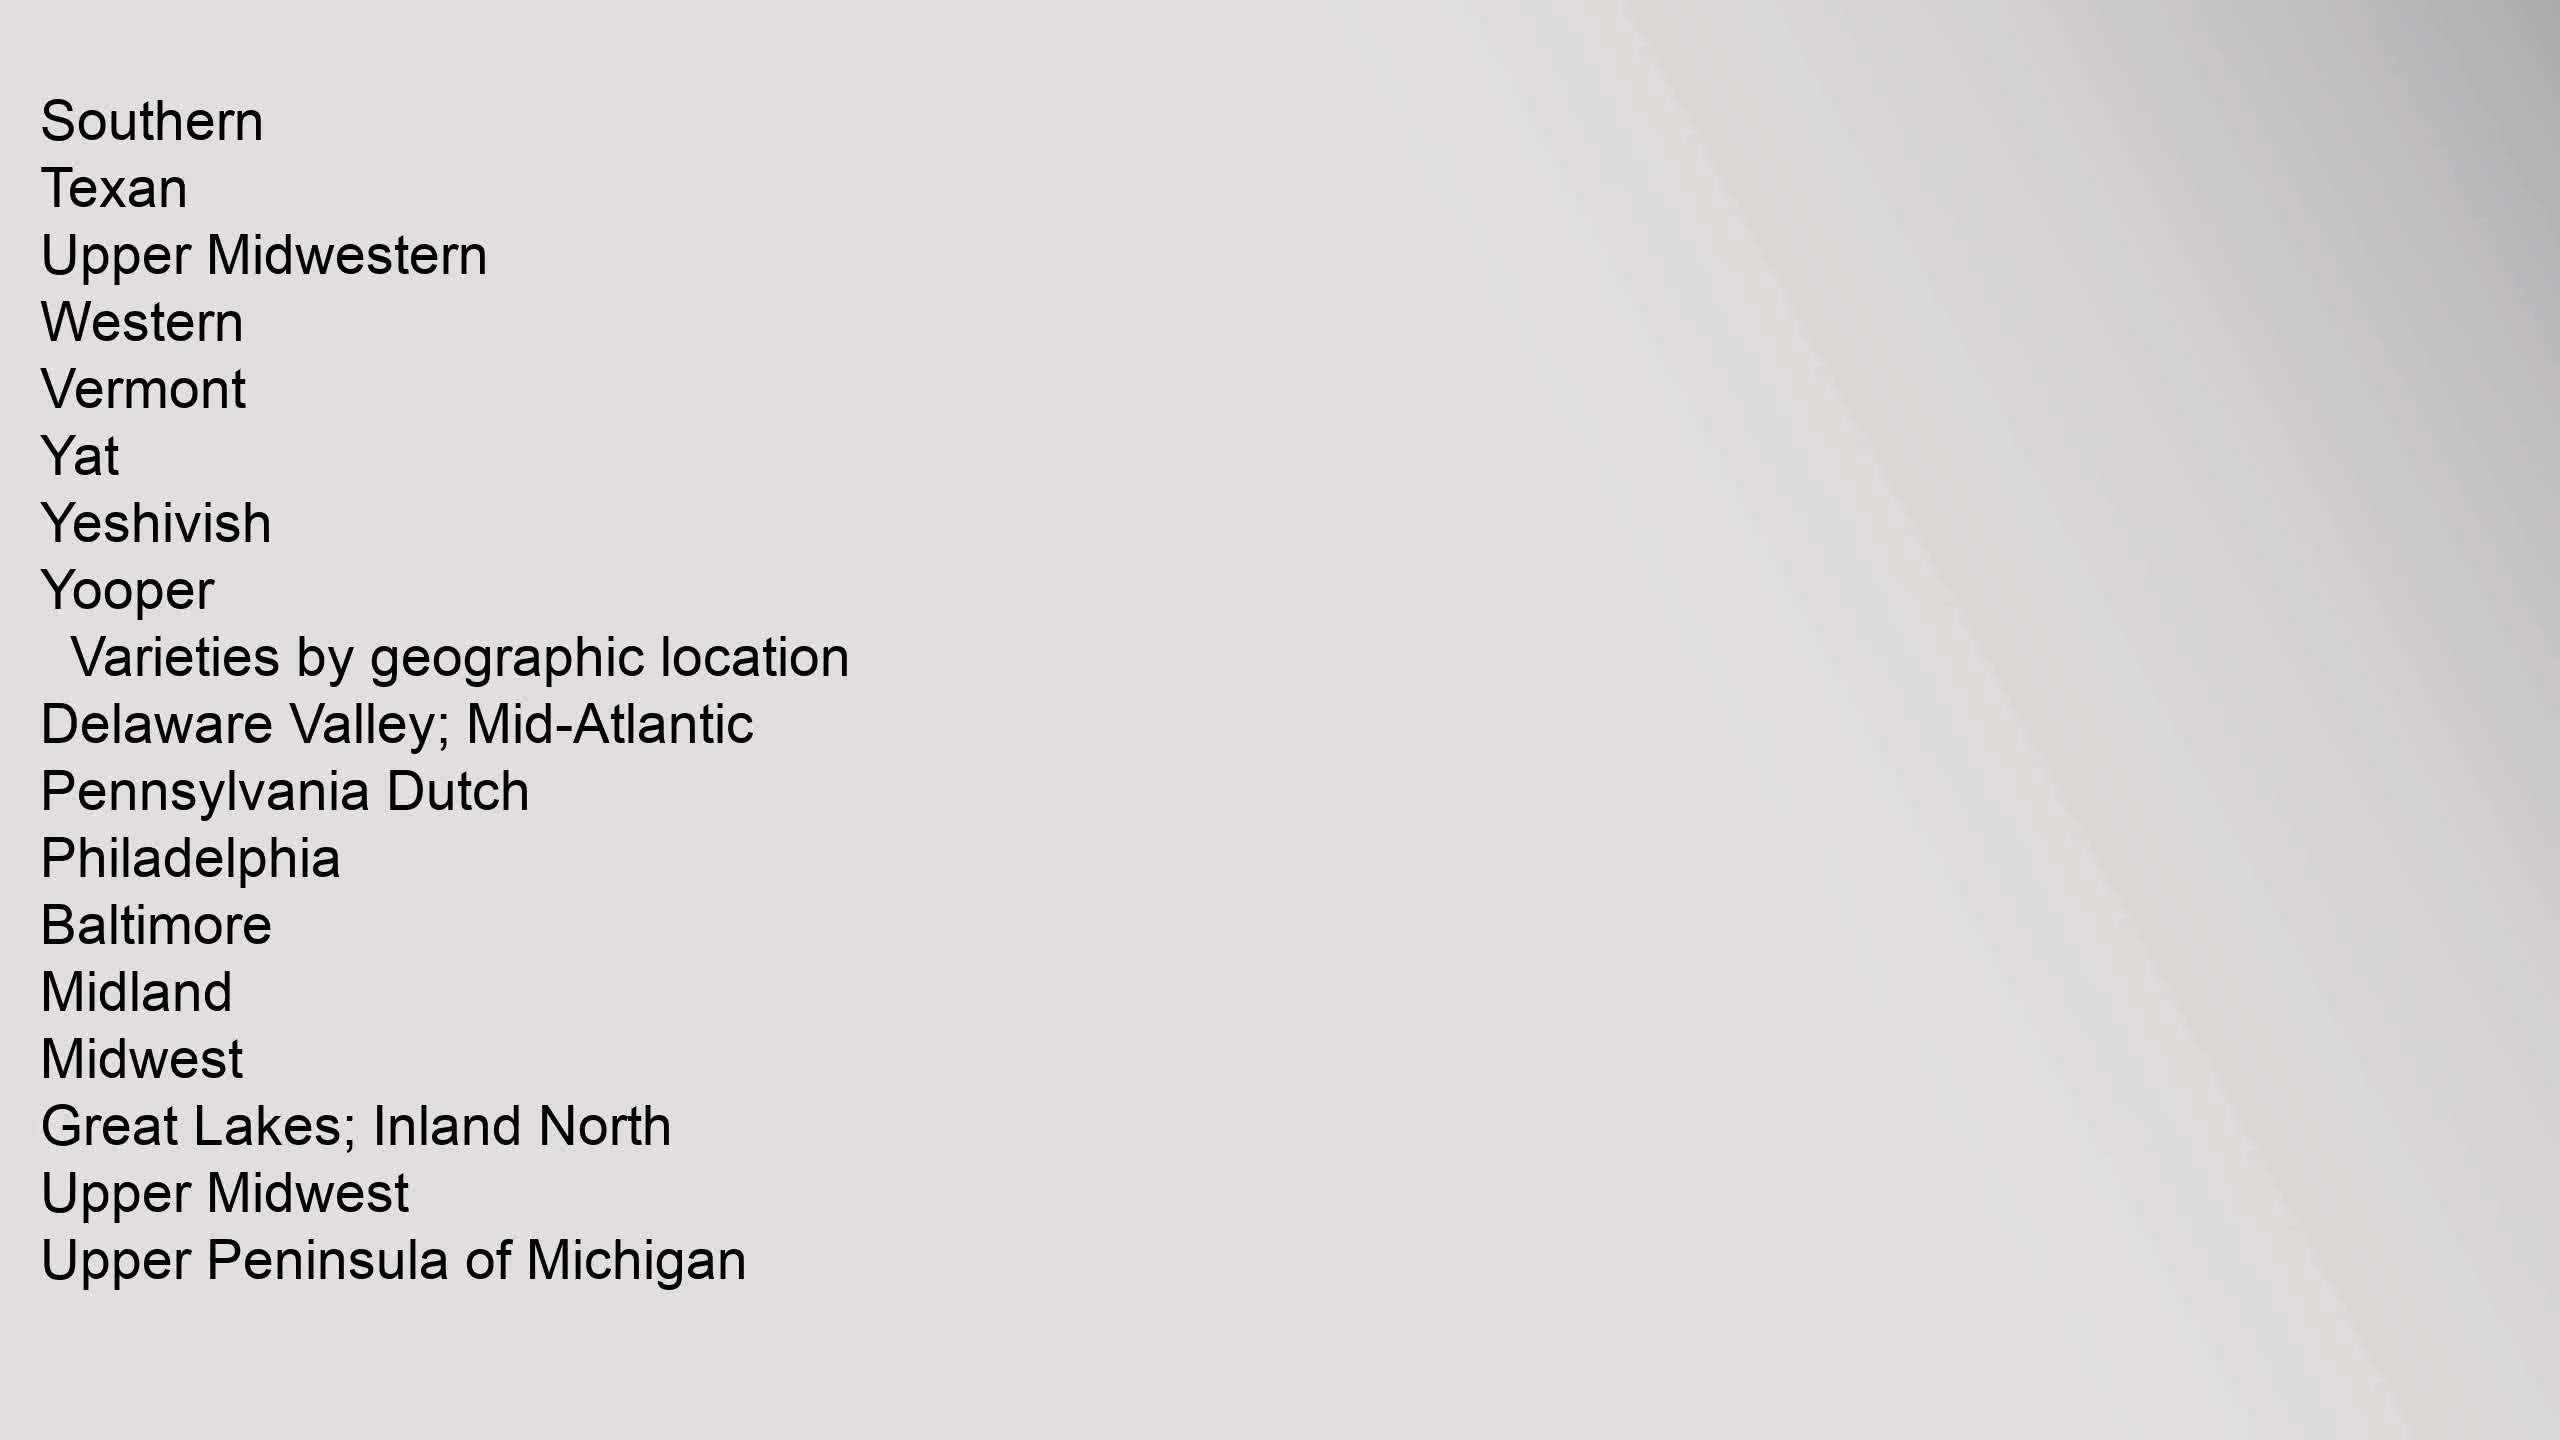 Southern
Texan
Upper Midwestern
Western
Vermont
Yat
Yeshivish
Yooper
Varieties by geographic location
Delaware Valley; Mid-Atlantic
Pennsylvania Dutch
Philadelphia
Baltimore
Midland
Midwest
Great Lakes; Inland North
Upper Midwest
Upper Peninsula of Michigan